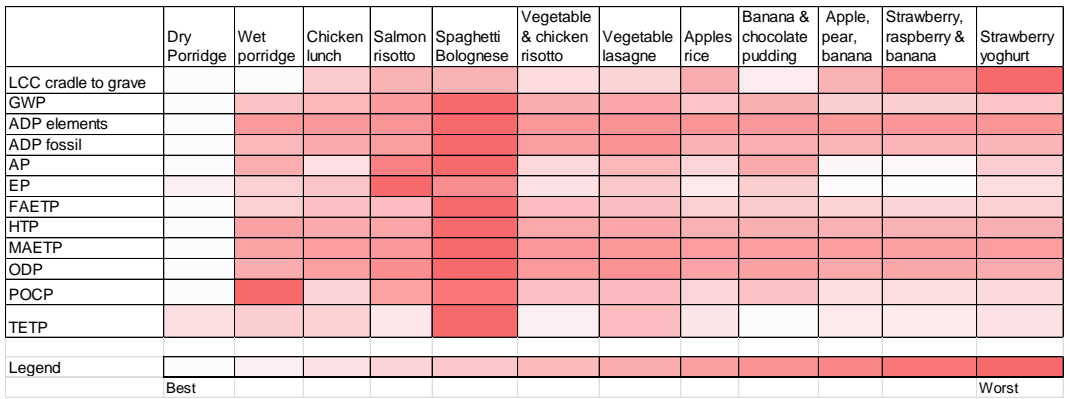 Dry Porridge
Wet porridge
Chicken lunch
Salmon risotto
Spaghetti Bolognese
Vegetable & chicken risotto
Vegetable lasagne
Apples rice
Banana & chocolate pudding
Apple, pear, banana
Strawberry, raspberry & banana
Strawberry yoghurt
LCC cradle to grave
GWP
ADP elements
ADP fossil
AP
EP
FAETP
HTP
MAETP
ODP
POCP
TETP
Legend
Best Worst